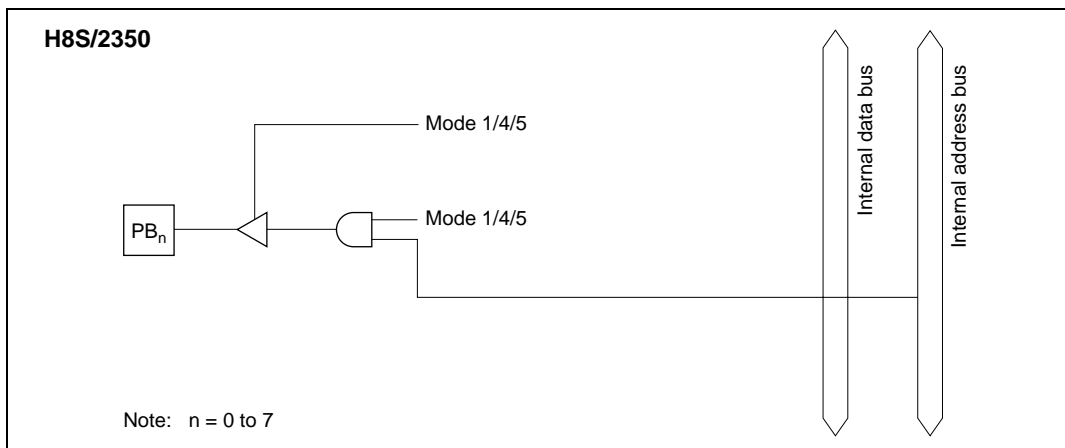 H8S/2350
Mode 1/4/5
Mode 1/4/5
PBn
Internal data bus
Internal address bus
Note: n = 0 to 7